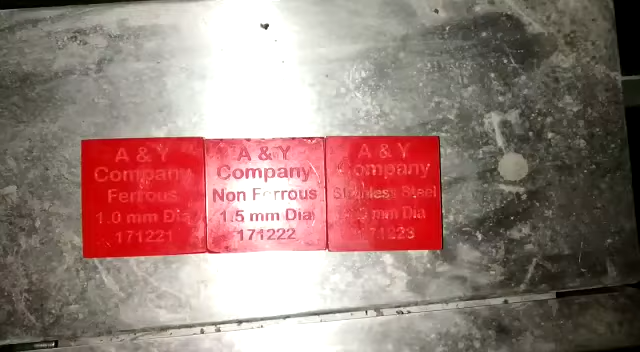 A & Y
Company
Ferrous
1.0 mm Dia
171221
A & Y
Company
Non Ferrous
1.5 mm Dia
171222
A & Y
Company
Stainless Steel
mm Dia
171223